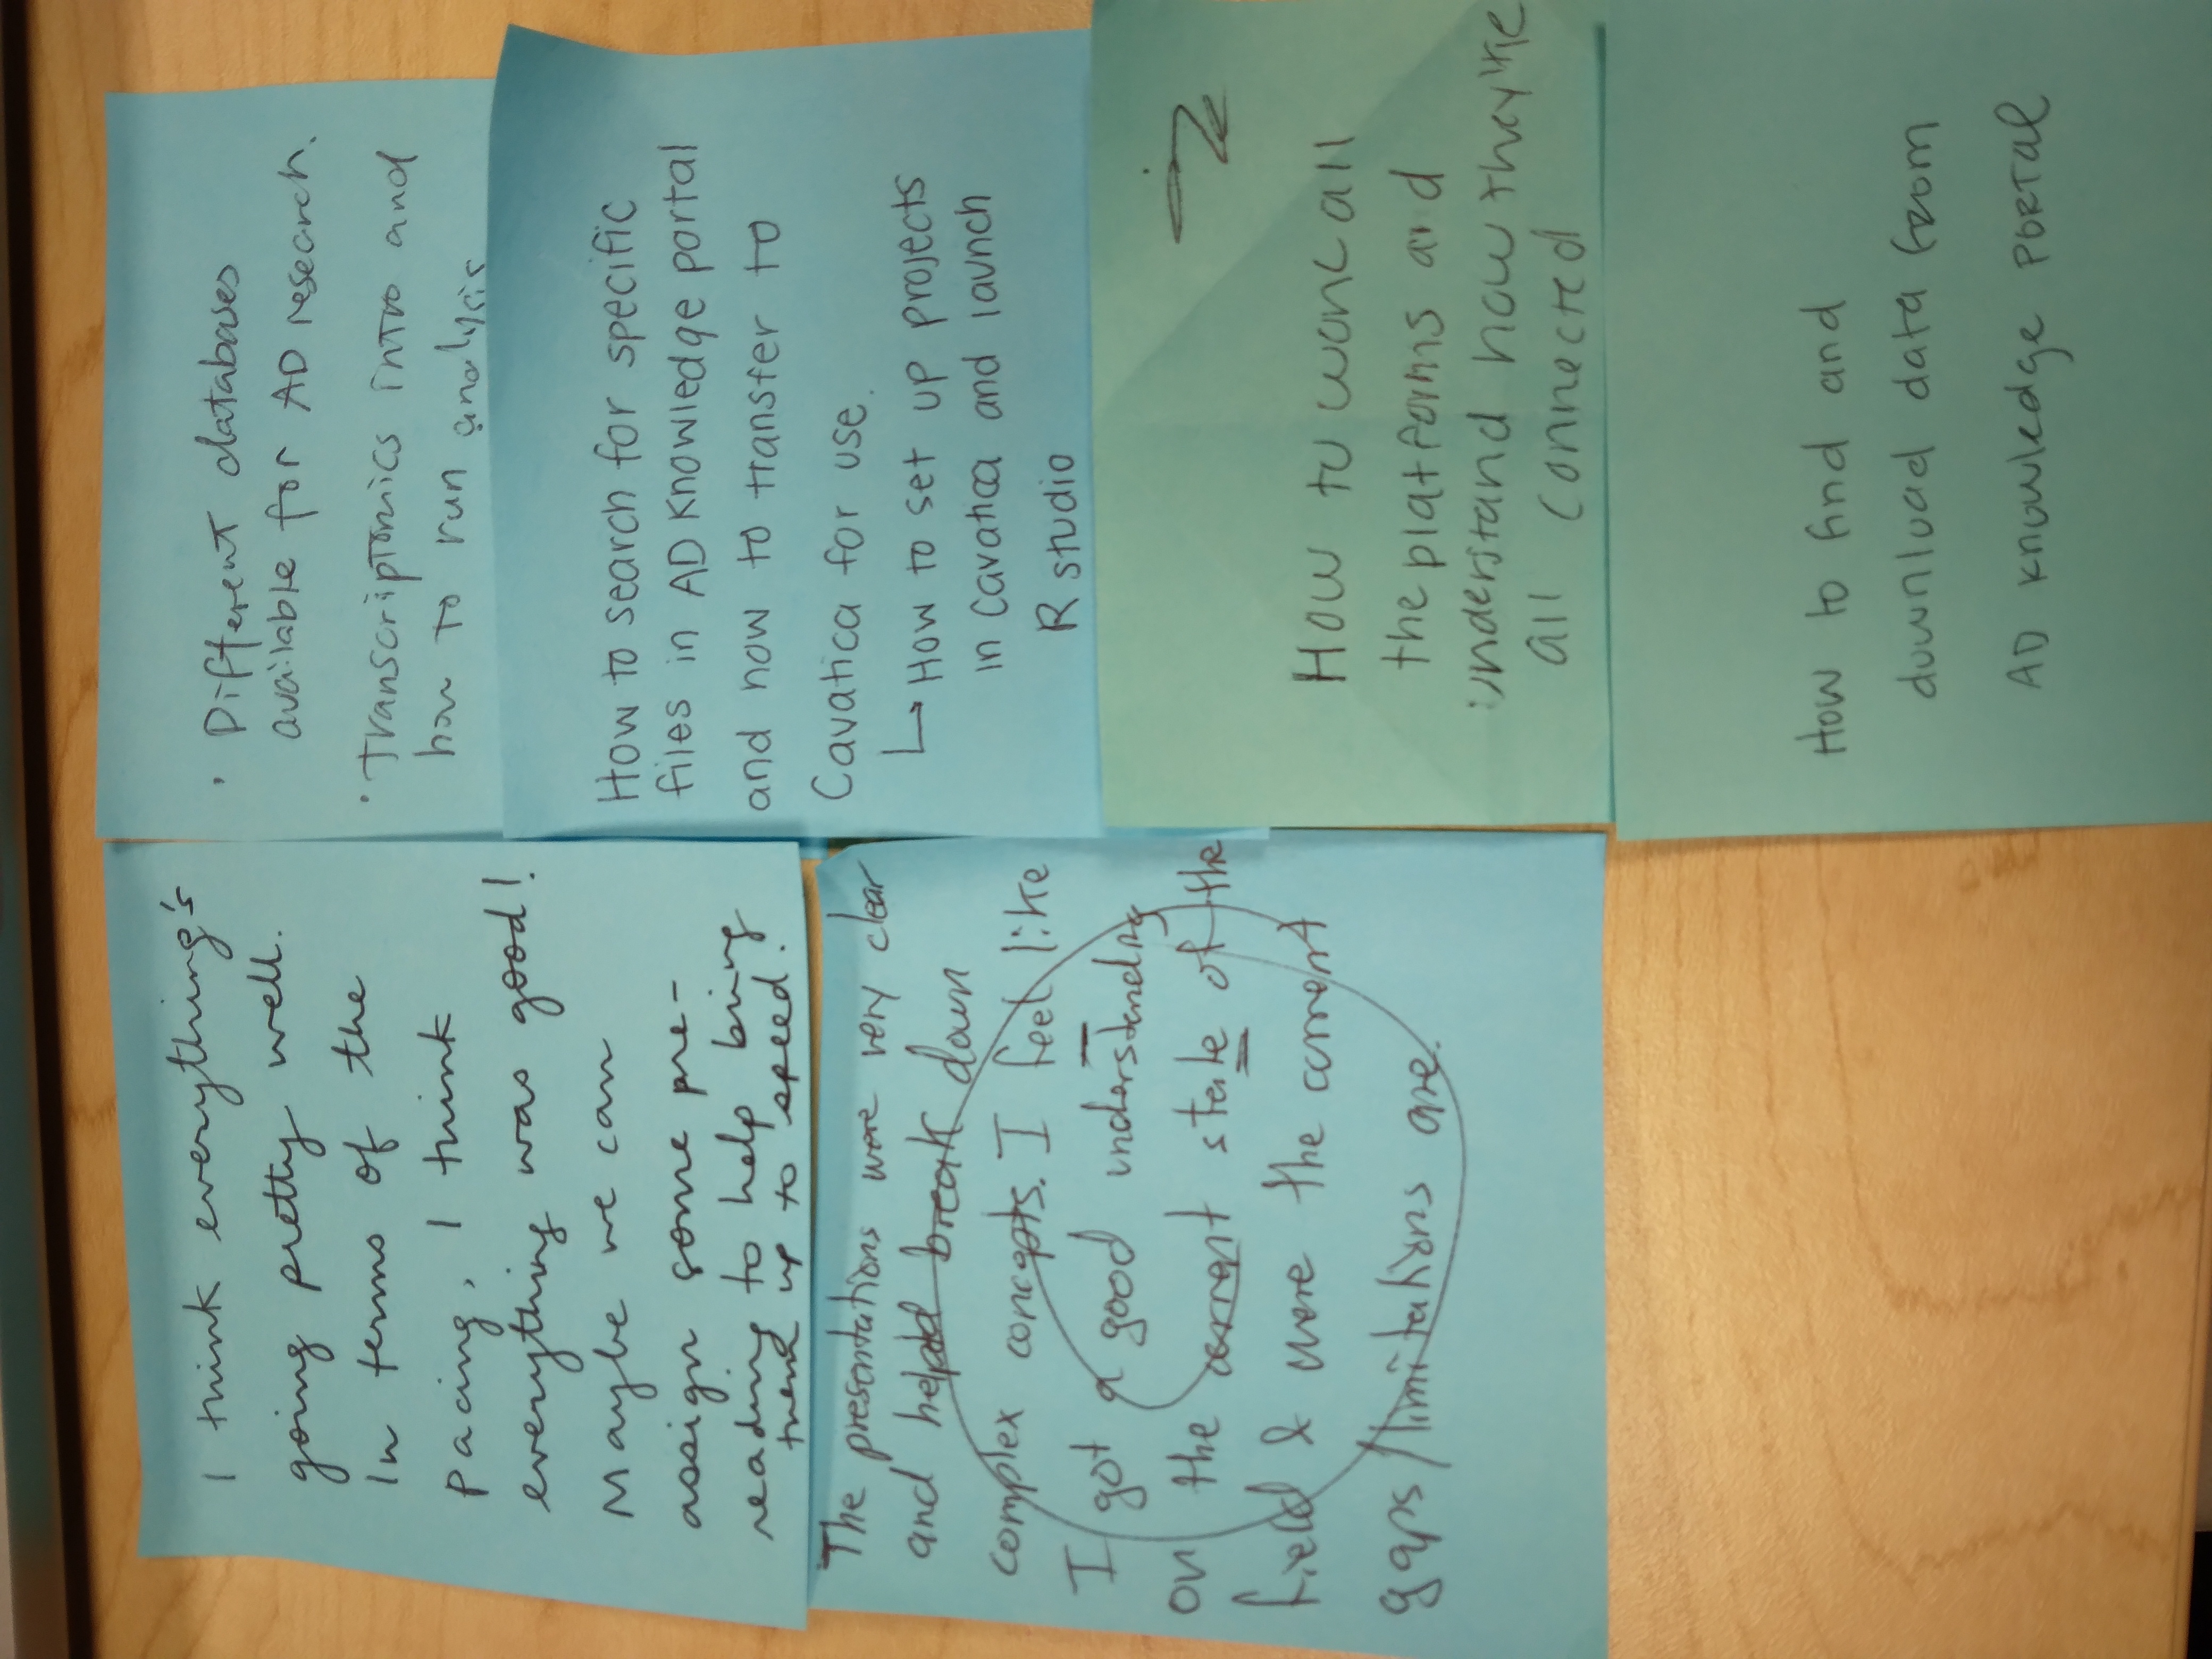 I think everything's
going pretty well.
In terms of the
pacing, I think
everything was good!
Maybe we can
assign some pre-
reading to help bring
them up to speed.
The presentations were very clear
and helped break down
complex concepts. I feel like
I got a good understanding
on the current state of the
field & were the current
gaps/limitations are.
· Different databases
available for AD research.
· Transcriptomics intro and
how to run analysis
How to search for specific
files in AD Knowledge portal
and how to transfer to
Cavatica for use.
↳ How to set up projects
in Cavatica and launch
R studio
How to work all
the platforms and
understand how they're
all connected
How to find and
download data from
AD knowledge PORTal